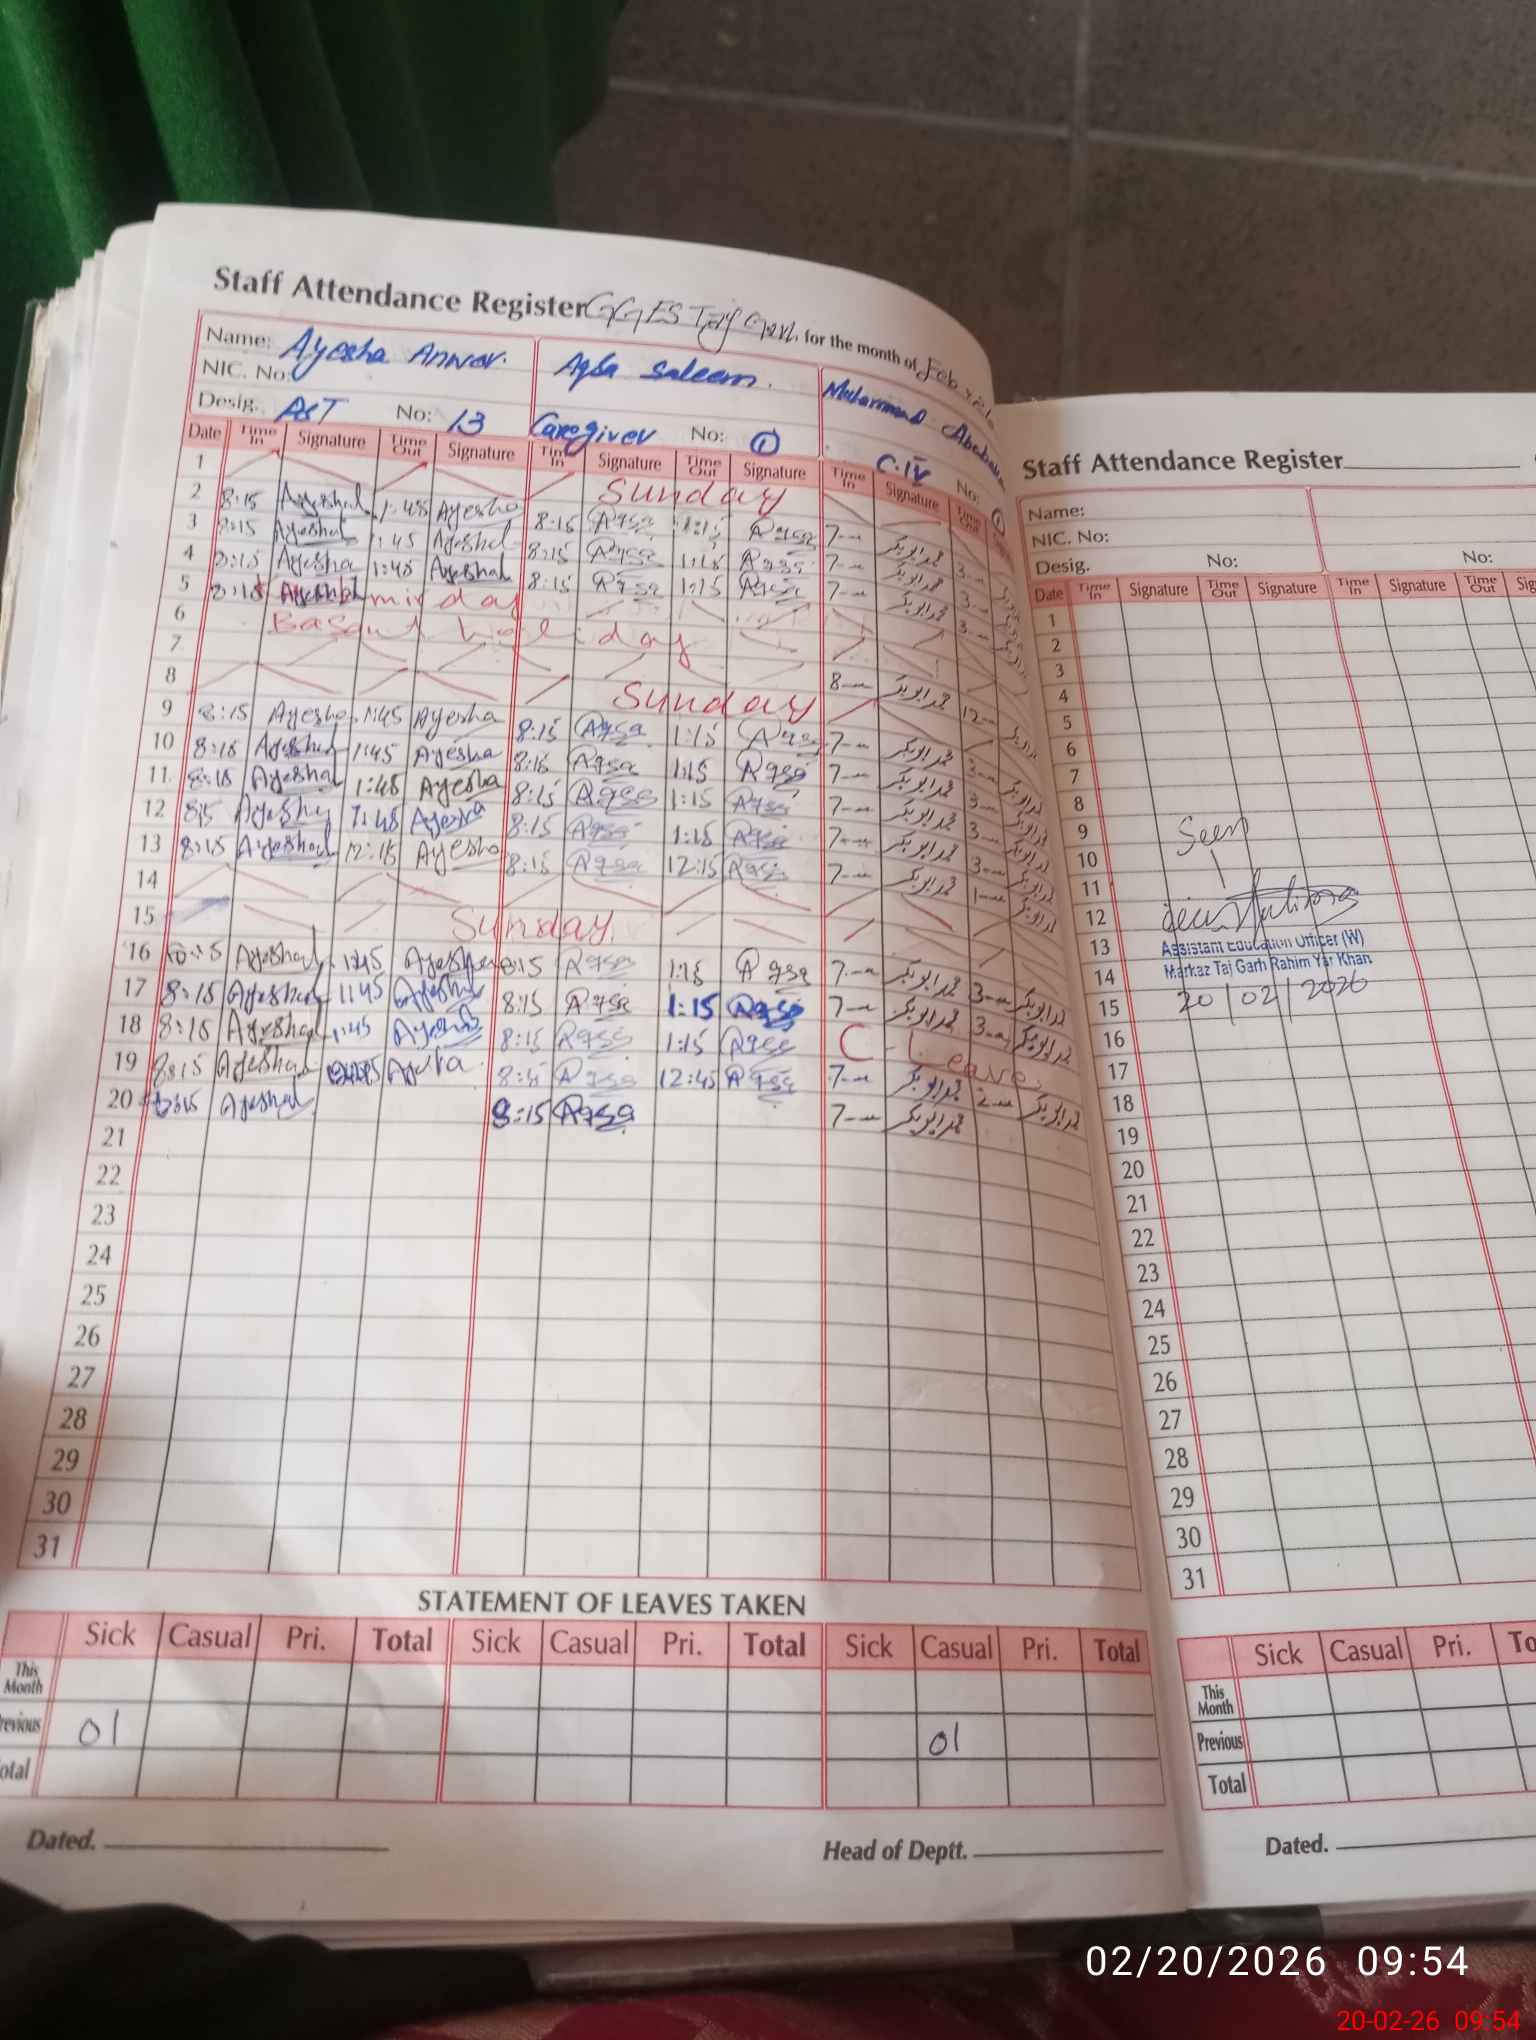 Staff Attendance Register GGES Taj Garh. for the month of Feb
Name: Ayesha Anwar. Aqsa Saleem. Muhammad Abubakar
NIC. No:
Desig. No: 13 Caregiver No: 1 C.IV No:
Date Time In Signature Time Out Signature Time In Signature Time Out Signature Time In Signature Time Out
1 Sunday
2 8:15 Ayesha 1:45 Ayesha 8:15 Aqsa 1:15 Aqsa 7-- محمد ابوبکر 3--
3 8:15 Ayesha 1:45 Ayesha 8:15 Aqsa 1:15 Aqsa 7-- محمد ابوبکر 3--
4 8:15 Ayesha 1:45 Ayesha 8:15 Aqsa 1:15 Aqsa 7-- محمد ابوبکر 3--
5 8:15
6 Basant holiday
7 8-- محمد ابوبکر 12--
8 Sunday
9 8:15 Ayesha 1:45 Ayesha 8:15 Aqsa 1:15 Aqsa 7-- محمد ابوبکر 3--
10 8:15 Ayesha 1:45 Ayesha 8:15 Aqsa 1:15 Aqsa 7-- محمد ابوبکر 3-- محمد ابوبکر
11 8:15 Ayesha 1:45 Ayesha 8:15 Aqsa 1:15 Aqsa 7-- محمد ابوبکر 3-- محمد ابوبکر
12 8:15 Ayesha 1:45 Ayesha 8:15 Aqsa 1:15 Aqsa 7-- محمد ابوبکر 3-- محمد ابوبکر
13 8:15 Ayesha 12:15 Ayesha 8:15 Aqsa 12:15 Aqsa 7-- محمد ابوبکر 1-- محمد ابوبکر
14
15 Sunday
16 8:15 Ayesha 1:45 Ayesha 8:15 Aqsa 1:15 Aqsa 7-- محمد ابوبکر 3-- محمد ابوبکر
17 8:15 Ayesha 1:45 Ayesha 8:15 Aqsa 1:15 Aqsa 7-- محمد ابوبکر 3-- محمد ابوبکر
18 8:15 Ayesha 1:45 Ayesha 8:15 Aqsa 1:15 Aqsa C-Leave
19 8:15 Ayesha 8:15 Aqsa 12:45 Aqsa 7-- محمد ابوبکر 2-- محمد ابوبکر
20 8:15 Ayesha 8:15 Aqsa 7-- محمد ابوبکر
21
22
23
24
25
26
27
28
29
30
31
STATEMENT OF LEAVES TAKEN
Sick Casual Pri. Total Sick Casual Pri. Total Sick Casual Pri. Total
This Month
Previous 01 01
Total
Dated. Head of Deptt.
Staff Attendance Register
Name:
NIC. No:
Desig. No: No:
Date Time In Signature Time Out Signature Time In Signature Time Out
1
2
3
4
5
6
7
8
9 Seen
10
11
12
13 Assistant Education Officer (W)
14 Markaz Taj Garh Rahim Yar Khan
15 20/02/2026
16
17
18
19
20
21
22
23
24
25
26
27
28
29
30
31
Sick Casual Pri.
This Month
Previous
Total
Dated.
02/20/2026 09:54
20-02-26 09:54